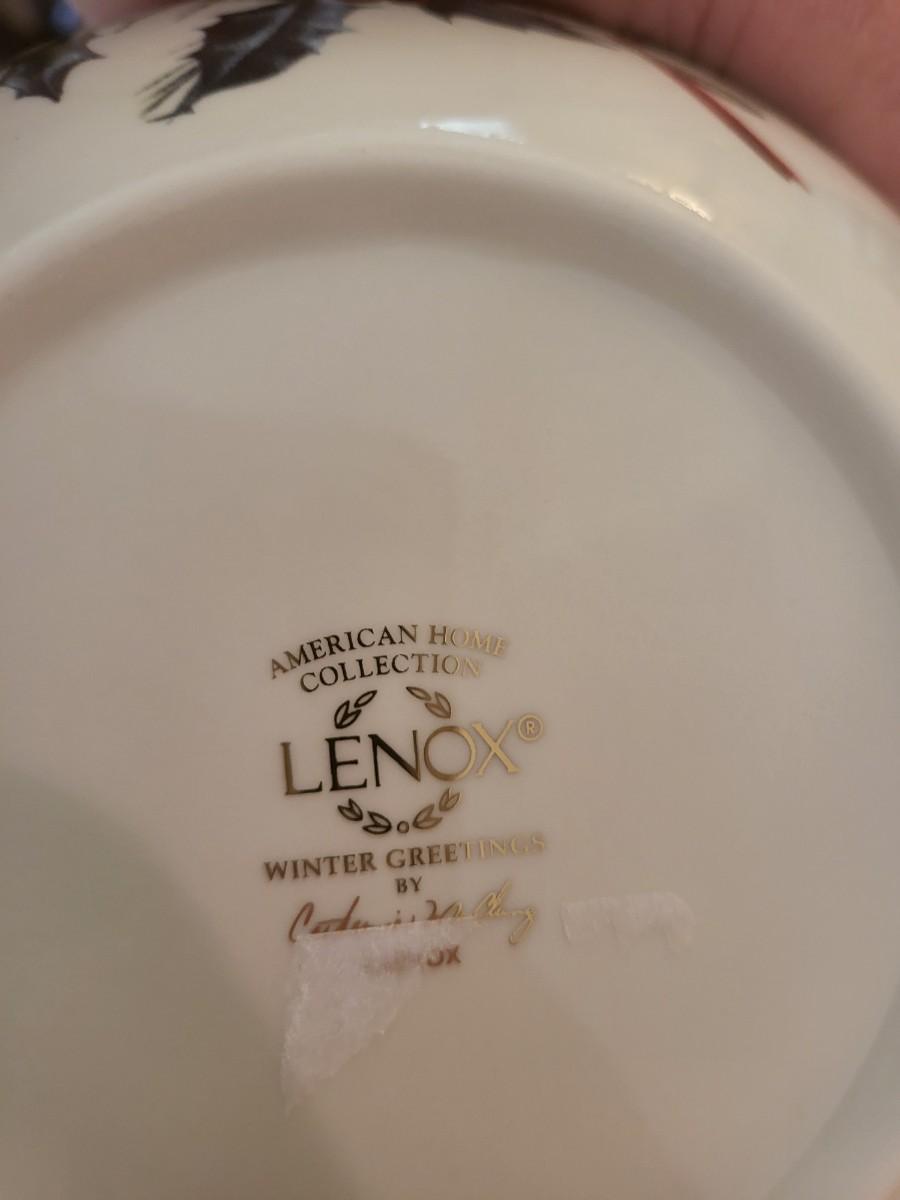 AMERICAN HOME
COLLECTION
LENOX®
WINTER GREETINGS
BY